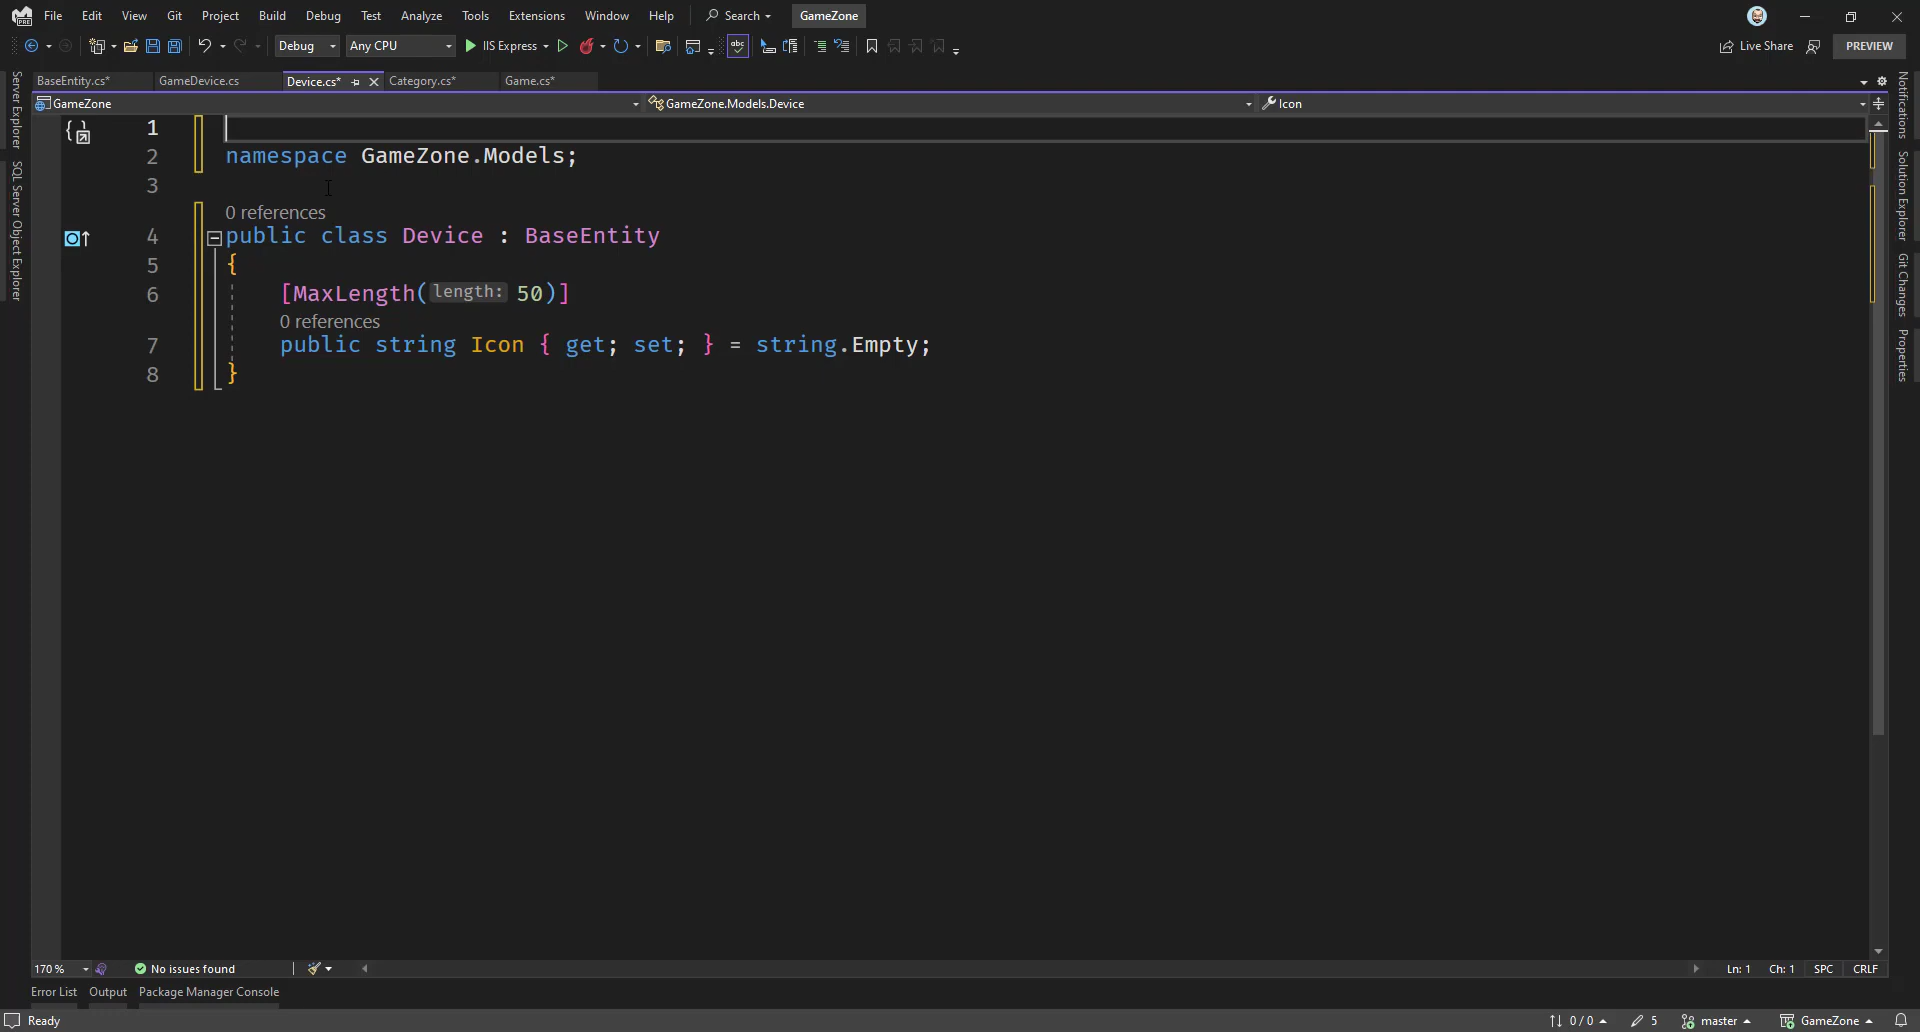 File Edit View Git Project Build Debug Test Analyze Tools Extensions Window Help Search GameZone
Debug Any CPU IIS Express Live Share PREVIEW
BaseEntity.cs* GameDevice.cs Device.cs* Category.cs* Game.cs*
GameZone GameZone.Models.Device Icon
Server Explorer
SQL Server Object Explorer
1
2 namespace GameZone.Models;
3
0 references
4 public class Device : BaseEntity
5 {
6 [MaxLength(length: 50)]
0 references
7 public string Icon { get; set; } = string.Empty;
8 }
Notifications
Solution Explorer
Git Changes
Properties
170 % No issues found Ln: 1 Ch: 1 SPC CRLF
Error List Output Package Manager Console
Ready 0 / 0 5 master GameZone